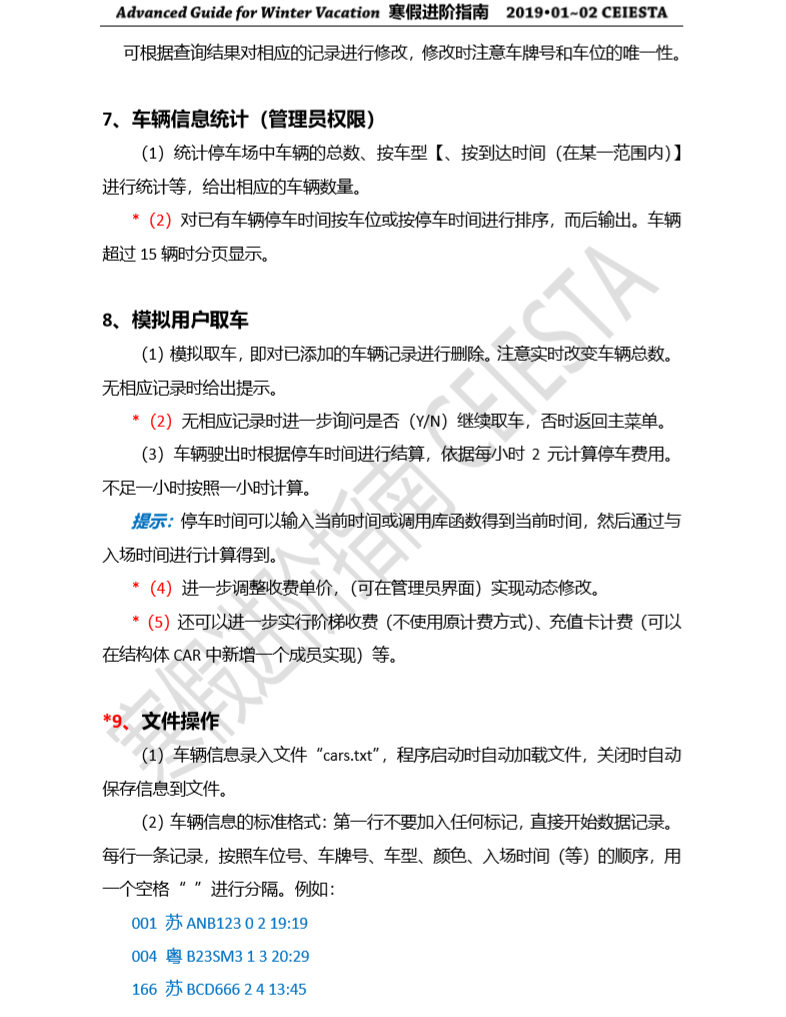 Advanced Guide for Winter Vacation 寒假进阶指南 2019•01~02 CEIESTA
可根据查询结果对相应的记录进行修改，修改时注意车牌号和车位的唯一性。
7、车辆信息统计（管理员权限）
（1）统计停车场中车辆的总数、按车型【、按到达时间（在某一范围内）】
进行统计等，给出相应的车辆数量。
*（2）对已有车辆停车时间按车位或按停车时间进行排序，而后输出。车辆
超过 15 辆时分页显示。
8、模拟用户取车
（1）模拟取车，即对已添加的车辆记录进行删除。注意实时改变车辆总数。
无相应记录时给出提示。
*（2）无相应记录时进一步询问是否（Y/N）继续取车，否时返回主菜单。
（3）车辆驶出时根据停车时间进行结算，依据每小时 2 元计算停车费用。
不足一小时按照一小时计算。
提示：停车时间可以输入当前时间或调用库函数得到当前时间，然后通过与
入场时间进行计算得到。
*（4）进一步调整收费单价，（可在管理员界面）实现动态修改。
*（5）还可以进一步实行阶梯收费（不使用原计费方式）、充值卡计费（可以
在结构体 CAR 中新增一个成员实现）等。
*9、文件操作
（1）车辆信息录入文件“cars.txt”，程序启动时自动加载文件，关闭时自动
保存信息到文件。
（2）车辆信息的标准格式：第一行不要加入任何标记，直接开始数据记录。
每行一条记录，按照车位号、车牌号、车型、颜色、入场时间（等）的顺序，用
一个空格“ ”进行分隔。例如：
001 苏 ANB123 0 2 19:19
004 粤 B23SM3 1 3 20:29
166 苏 BCD666 2 4 13:45
寒假进阶指南 CEIESTA